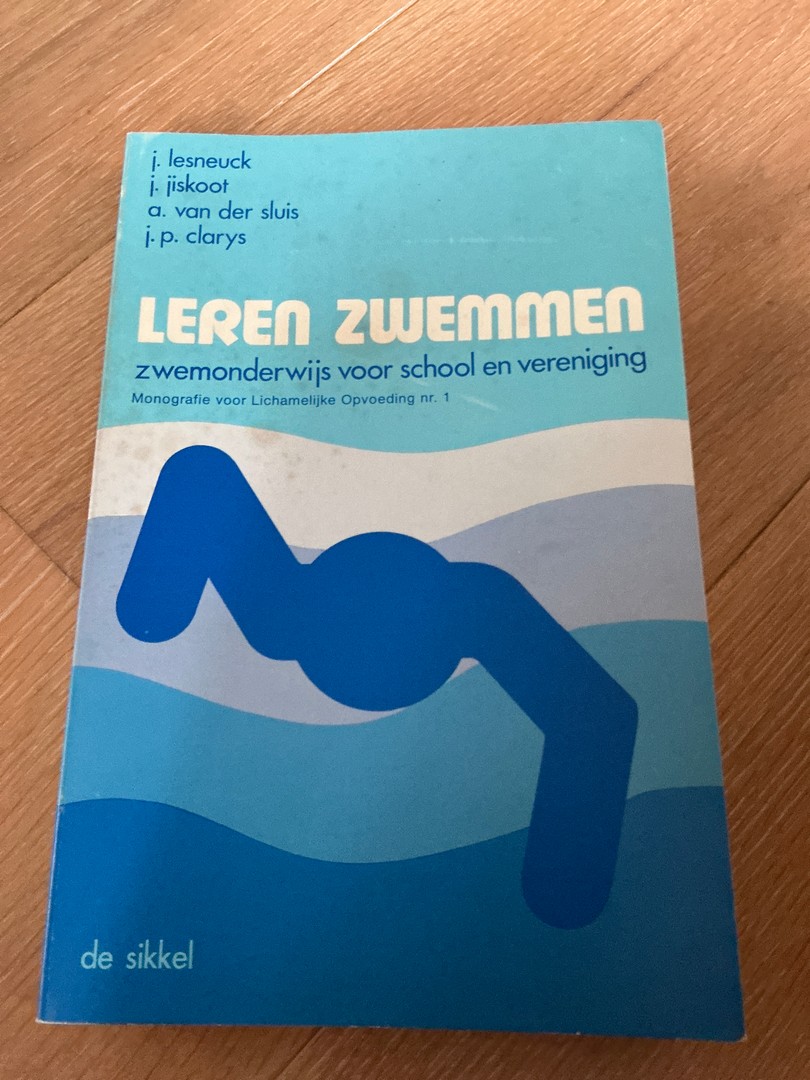 j. lesneuck
j. jiskoot
a. van der sluis
j. p. clarys
LEREN ZWEMMEN
zwemonderwijs voor school en vereniging
Monografie voor Lichamelijke Opvoeding nr. 1
de sikkel